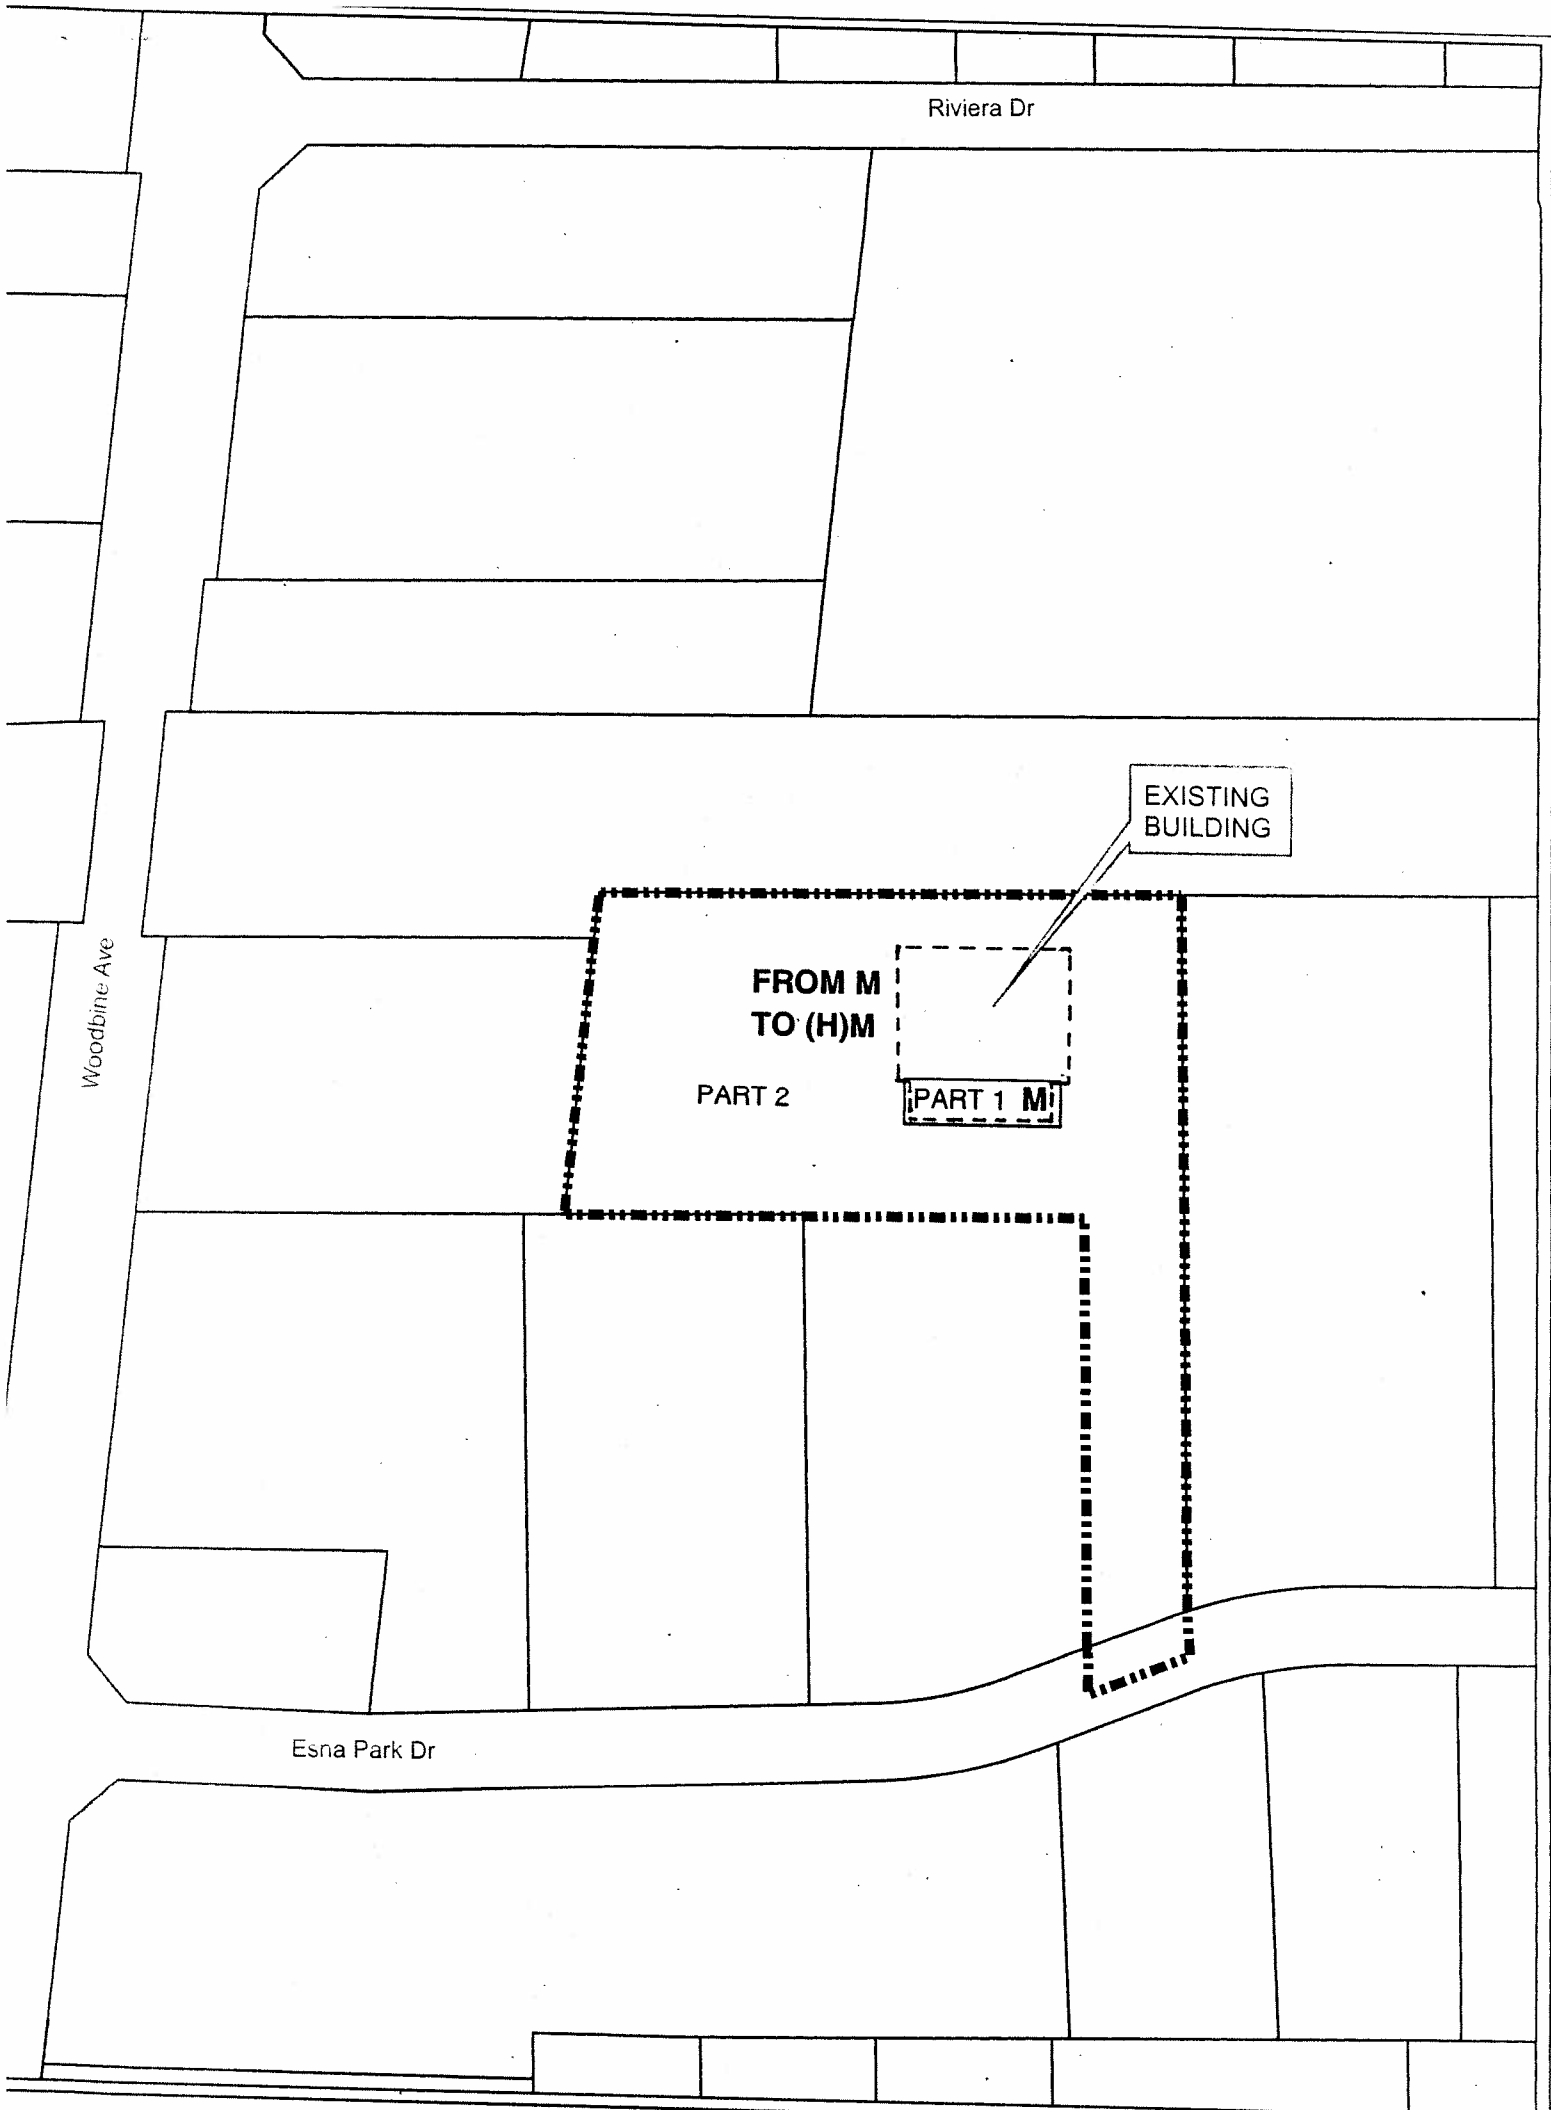 Riviera Dr
EXISTING
BUILDING
Woodbine Ave
FROM M
TO (H)M
PART 2
PART 1 M
Esna Park Dr